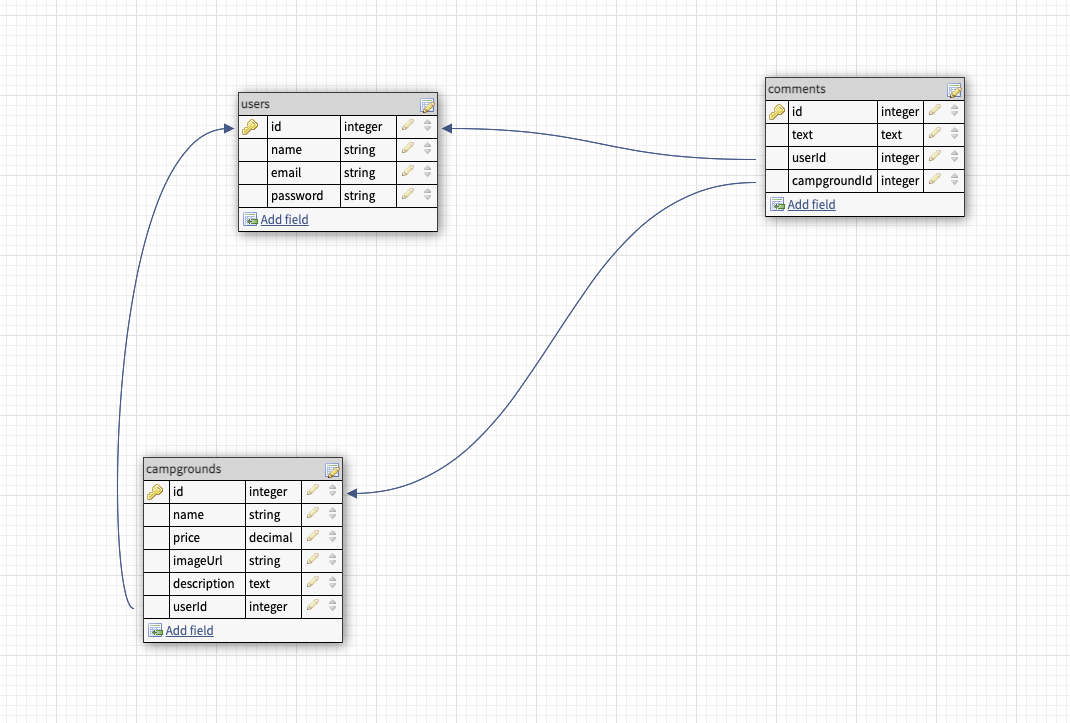 users
id integer
name string
email string
password string
Add field
comments
id integer
text text
userId integer
campgroundId integer
Add field
campgrounds
id integer
name string
price decimal
imageUrl string
description text
userId integer
Add field